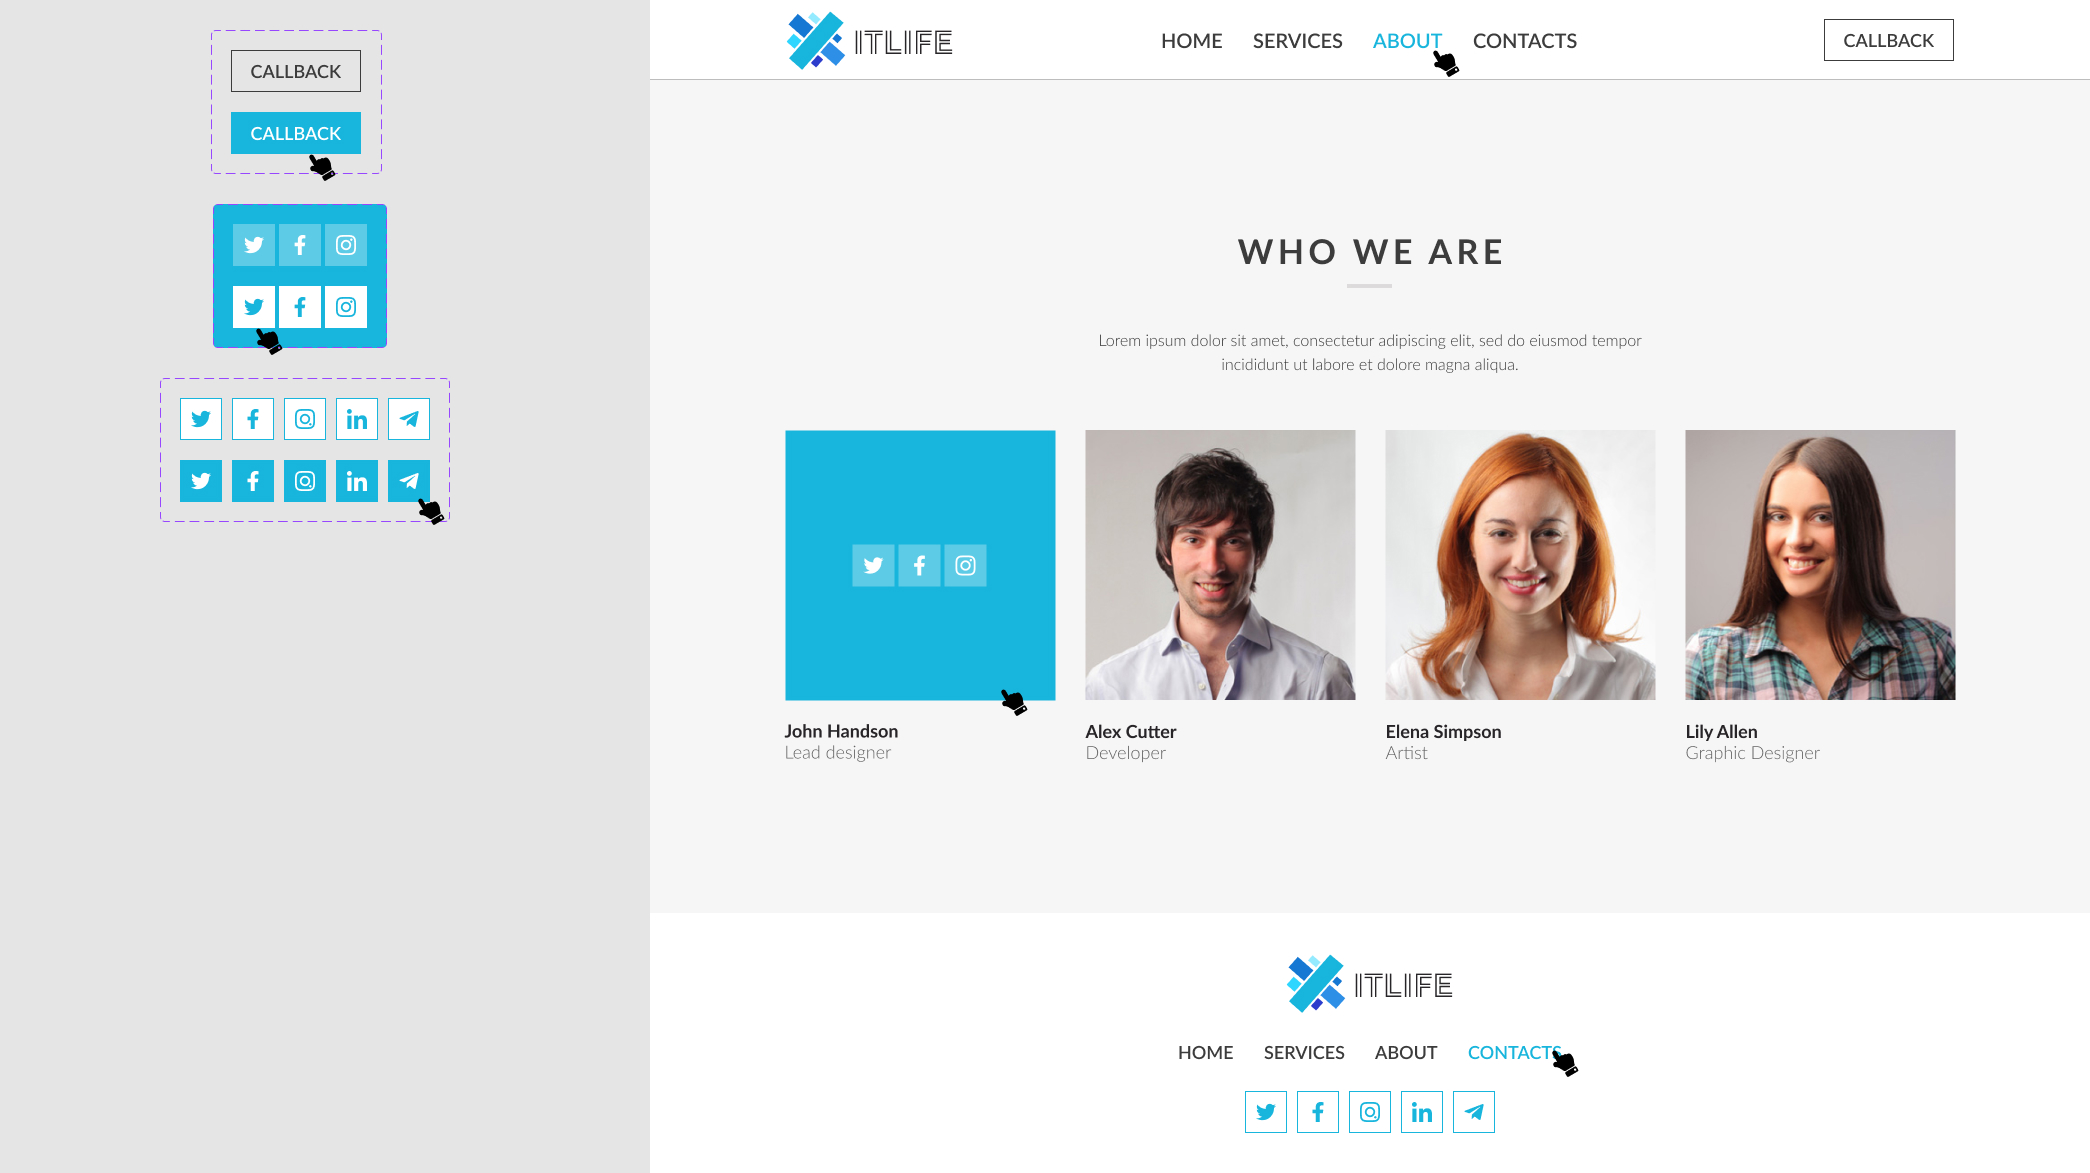 CALLBACK
CALLBACK
in
in
ITLIFE
HOME SERVICES ABOUT CONTACTS
CALLBACK
WHO WE ARE
Lorem ipsum dolor sit amet, consectetur adipiscing elit, sed do eiusmod tempor
incididunt ut labore et dolore magna aliqua.
John Handson
Lead designer
Alex Cutter
Developer
Elena Simpson
Artist
Lily Allen
Graphic Designer
ITLIFE
HOME SERVICES ABOUT CONTACTS
in